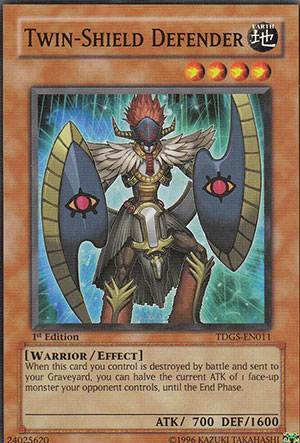 TWIN-SHIELD DEFENDER
EARTH
地
TDGS-EN011
1st Edition
[WARRIOR / EFFECT]
When this card you control is destroyed by battle and sent to
your Graveyard, you can halve the current ATK of 1 face-up
monster your opponent controls, until the End Phase.
ATK/ 700 DEF/1600
24025620
©1996 KAZUKI TAKAHASHI